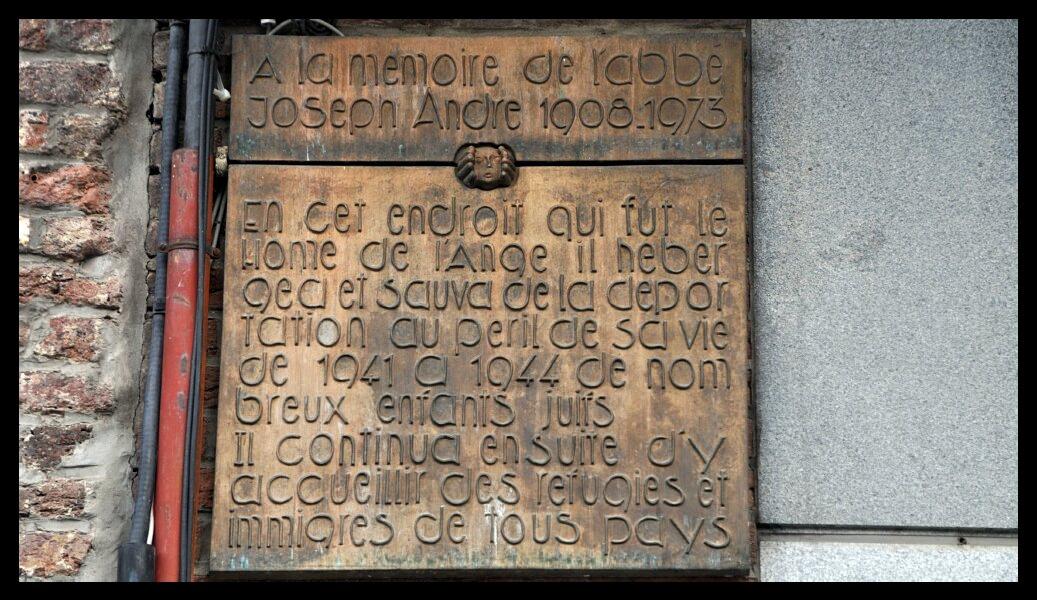 A la memoire de l'abbé
Joseph Andre 1908-1973
En cet endroit qui fut le
Home de l'Ange il heber
gea et sauva de la depor
tation au peril de sa vie
de 1941 a 1944 de nom
breux enfants juifs
Il continua ensuite d'y
accueillir des refugies et
immigres de tous pays